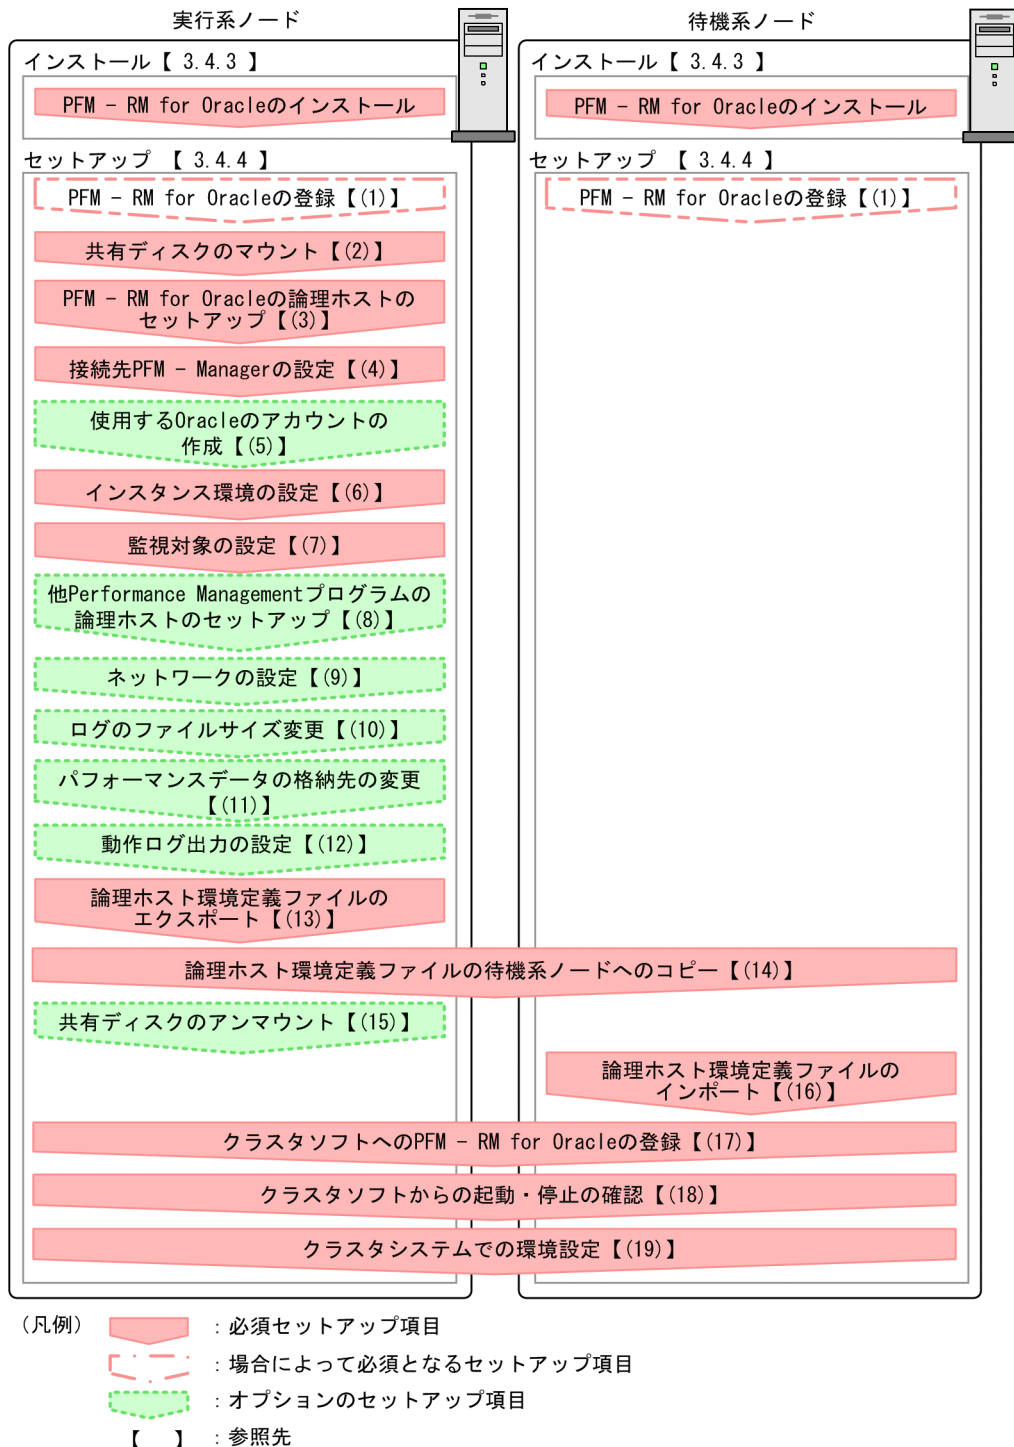 実行系ノード
待機系ノード
インストール【 3.4.3 】
インストール【 3.4.3 】
PFM － RM for Oracleのインストール
PFM － RM for Oracleのインストール
セットアップ 【 3.4.4 】
セットアップ 【 3.4.4 】
PFM － RM for Oracleの登録【(1)】
PFM － RM for Oracleの登録【(1)】
共有ディスクのマウント【(2)】
PFM － RM for Oracleの論理ホストの
セットアップ【(3)】
接続先PFM － Managerの設定【(4)】
使用するOracleのアカウントの
作成【(5)】
インスタンス環境の設定【(6)】
監視対象の設定【(7)】
他Performance Managementプログラムの
論理ホストのセットアップ【(8)】
ネットワークの設定【(9)】
ログのファイルサイズ変更【(10)】
パフォーマンスデータの格納先の変更
【(11)】
動作ログ出力の設定【(12)】
論理ホスト環境定義ファイルの
エクスポート【(13)】
論理ホスト環境定義ファイルの待機系ノードへのコピー【(14)】
共有ディスクのアンマウント【(15)】
論理ホスト環境定義ファイルの
インポート【(16)】
クラスタソフトへのPFM － RM for Oracleの登録【(17)】
クラスタソフトからの起動・停止の確認【(18)】
クラスタシステムでの環境設定【(19)】
（凡例）
：必須セットアップ項目
：場合によって必須となるセットアップ項目
：オプションのセットアップ項目
【　】 ：参照先